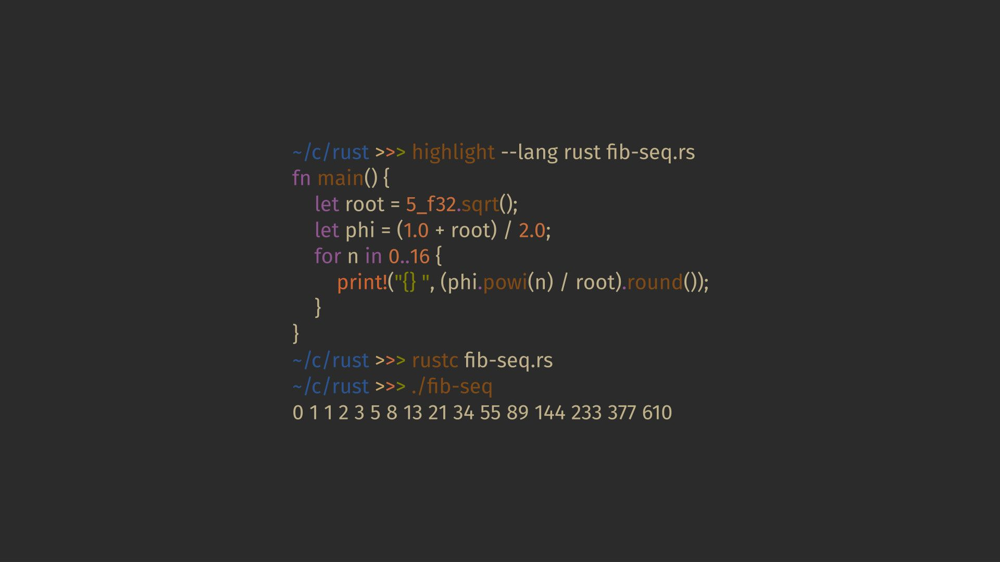 ~/c/rust >>> highlight --lang rust fib-seq.rs
fn main() {
    let root = 5_f32.sqrt();
    let phi = (1.0 + root) / 2.0;
    for n in 0..16 {
        print!("{} ", (phi.powi(n) / root).round());
    }
}
~/c/rust >>> rustc fib-seq.rs
~/c/rust >>> ./fib-seq
0 1 1 2 3 5 8 13 21 34 55 89 144 233 377 610